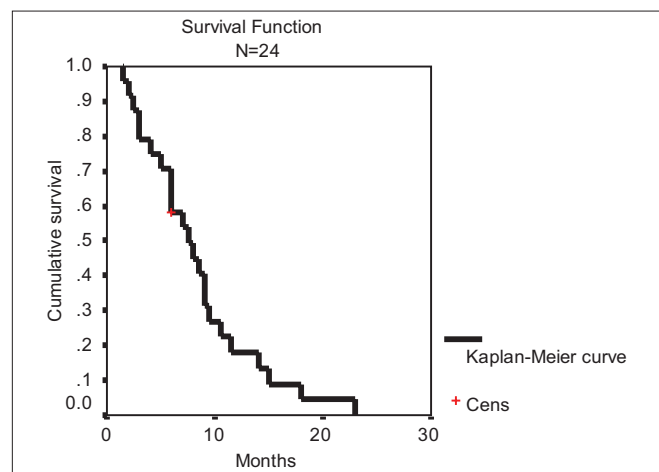 Survival Function
N=24
1.0
.9
.8
.7
.6
.5
.4
.3
.2
.1
0.0
Cumulative survival
0
10
20
30
Months
Kaplan-Meier curve
+ Cens